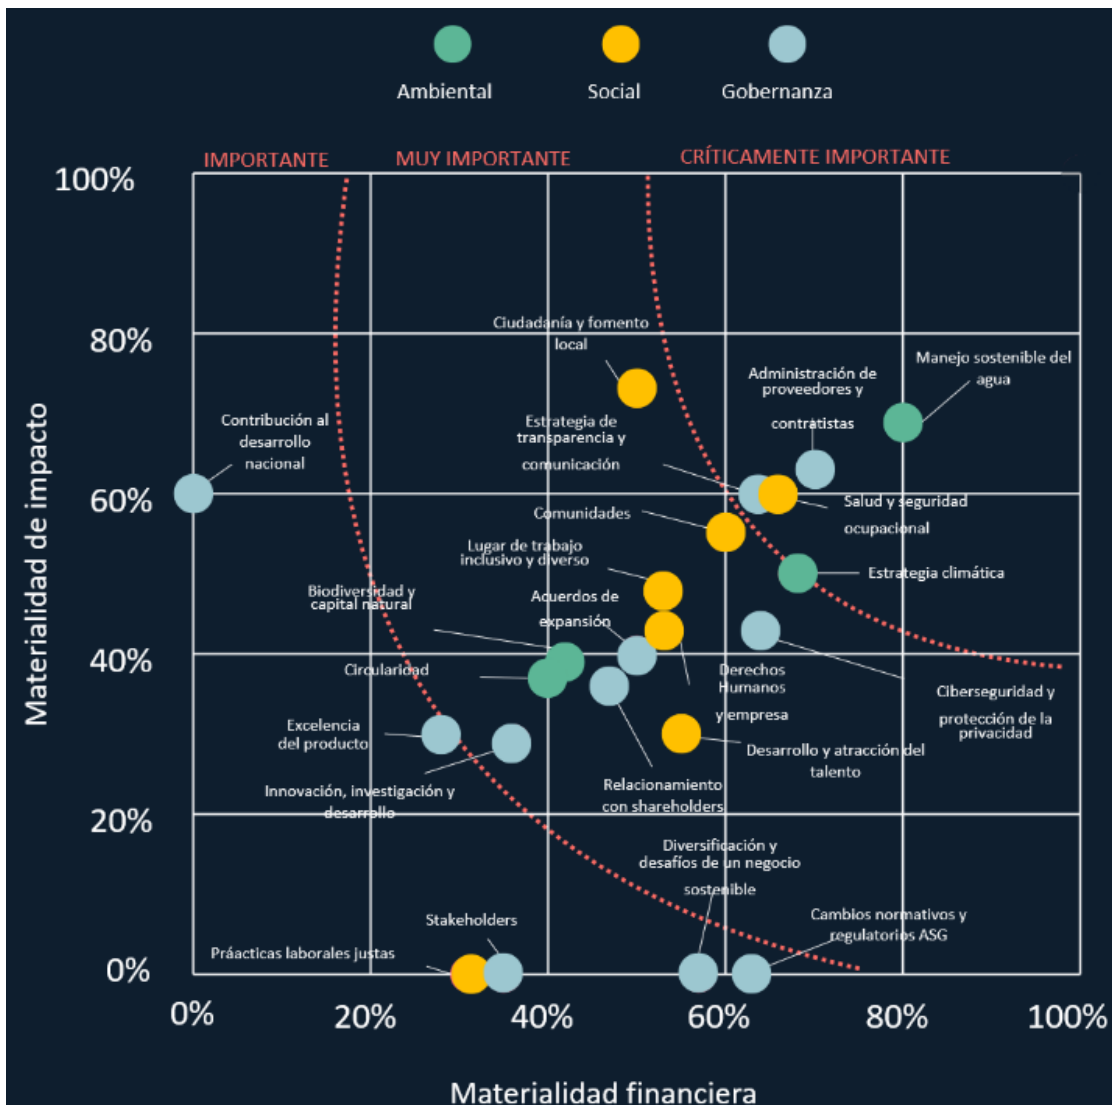 Ambiental
Social
Gobernanza
IMPORTANTE
MUY IMPORTANTE
CRÍTICAMENTE IMPORTANTE
100%
80%
60%
40%
20%
0%
Materialidad de impacto
Ciudadanía y fomento
local
Manejo sostenible del
agua
Administración de
proveedores y
contratistas
Contribución al
desarrollo
nacional
Estrategia de
transparencia y
comunicación
Salud y seguridad
ocupacional
Comunidades
Lugar de trabajo
inclusivo y diverso
Estrategia climática
Biodiversidad y
capital natural
Acuerdos de
expansión
Circularidad
Derechos
Humanos
y empresa
Ciberseguridad y
protección de la
privacidad
Excelencia
del producto
Desarrollo y atracción del
talento
Innovación, investigación y
desarrollo
Relacionamiento
con shareholders
Diversificación y
desafíos de un negocio
sostenible
Stakeholders
Cambios normativos y
regulatorios ASG
Práacticas laborales justas
0%
20%
40%
60%
80%
100%
Materialidad financiera